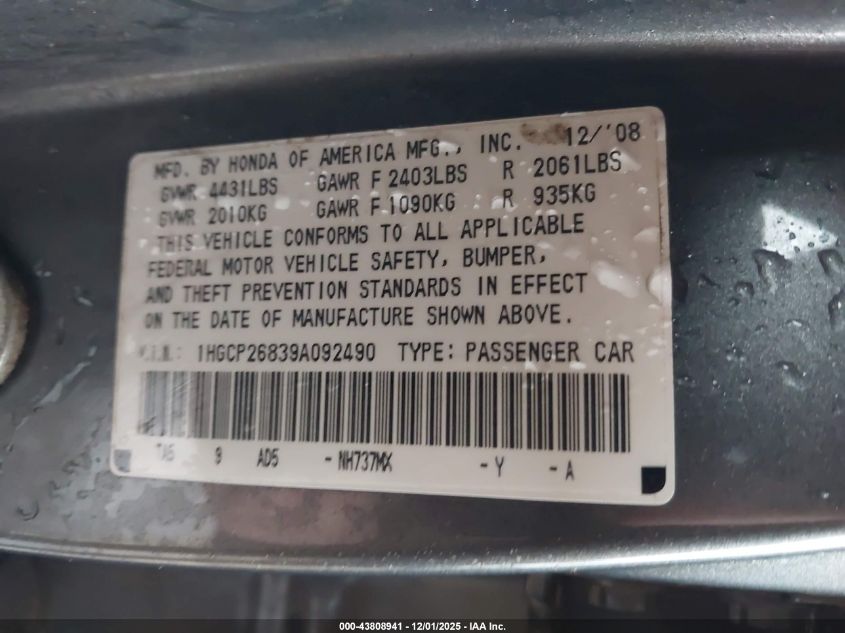 MFD. BY HONDA OF AMERICA MFG., INC. 12/'08
GVWR 4431LBS GAWR F 2403LBS R 2061LBS
GVWR 2010KG GAWR F 1090KG R 935KG
THIS VEHICLE CONFORMS TO ALL APPLICABLE
FEDERAL MOTOR VEHICLE SAFETY, BUMPER,
AND THEFT PREVENTION STANDARDS IN EFFECT
ON THE DATE OF MANUFACTURE SHOWN ABOVE.
V.I.N.: 1HGCP26839A092490 TYPE: PASSENGER CAR
TA5 9 AD5 -NH737MX -Y -A
000-43808941 - 12/01/2025 - IAA Inc.